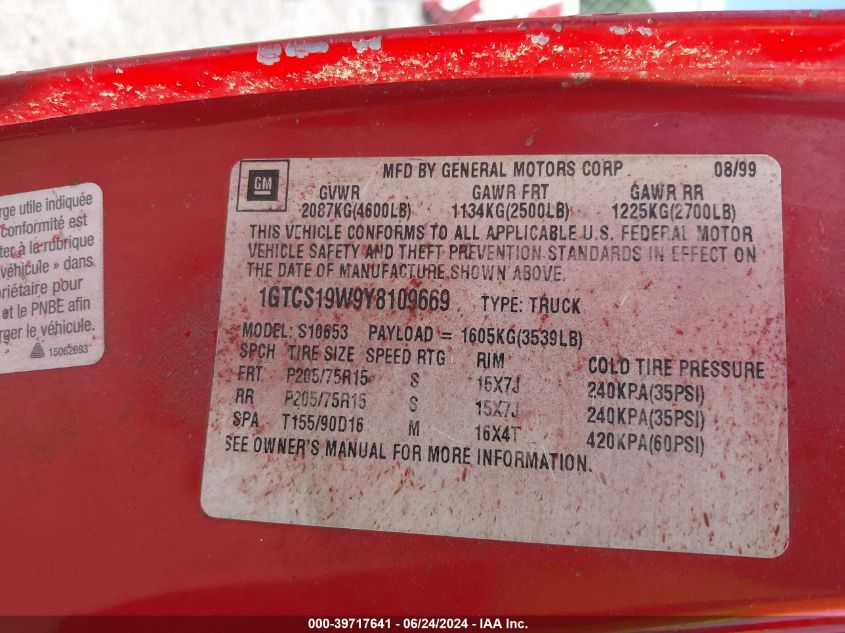 MFD BY GENERAL MOTORS CORP 08/99
GM
GVWR GAWR FRT GAWR RR
2087KG(4600LB) 1134KG(2500LB) 1225KG(2700LB)
THIS VEHICLE CONFORMS TO ALL APPLICABLE U.S. FEDERAL MOTOR
VEHICLE SAFETY AND THEFT PREVENTION STANDARDS IN EFFECT ON
THE DATE OF MANUFACTURE SHOWN ABOVE.
1GTCS19W9Y8109669 TYPE: TRUCK
MODEL: S10653 PAYLOAD = 1605KG(3539LB)
SPCH TIRE SIZE SPEED RTG RIM COLD TIRE PRESSURE
FRT P205/75R15 S 15X7J 240KPA(35PSI)
RR P205/75R15 S 15X7J 240KPA(35PSI)
SPA T155/90D16 M 16X4T 420KPA(60PSI)
SEE OWNER'S MANUAL FOR MORE INFORMATION.
rge utile indiquée
conformité est
ter à la rubrique
véhicule » dans
riétaire pour
et le PNBE afin
arger le véhicule.
15062693
000-39717641 - 06/24/2024 - IAA Inc.